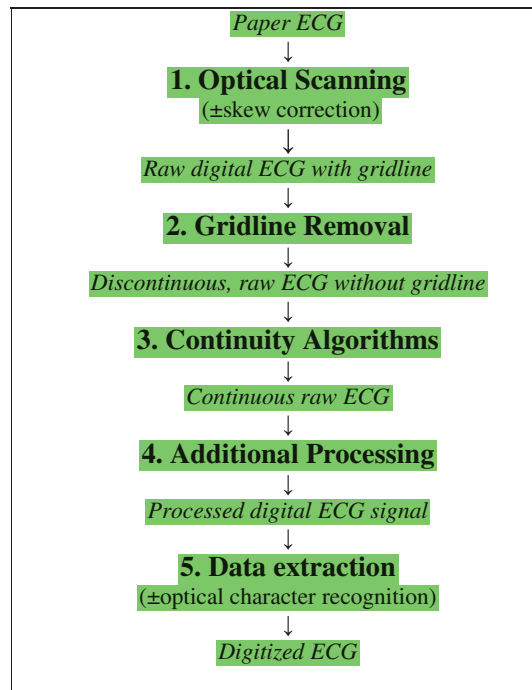 Paper ECG
↓
1. Optical Scanning
(±skew correction)
↓
Raw digital ECG with gridline
↓
2. Gridline Removal
↓
Discontinuous, raw ECG without gridline
↓
3. Continuity Algorithms
↓
Continuous raw ECG
↓
4. Additional Processing
↓
Processed digital ECG signal
↓
5. Data extraction
(±optical character recognition)
↓
Digitized ECG